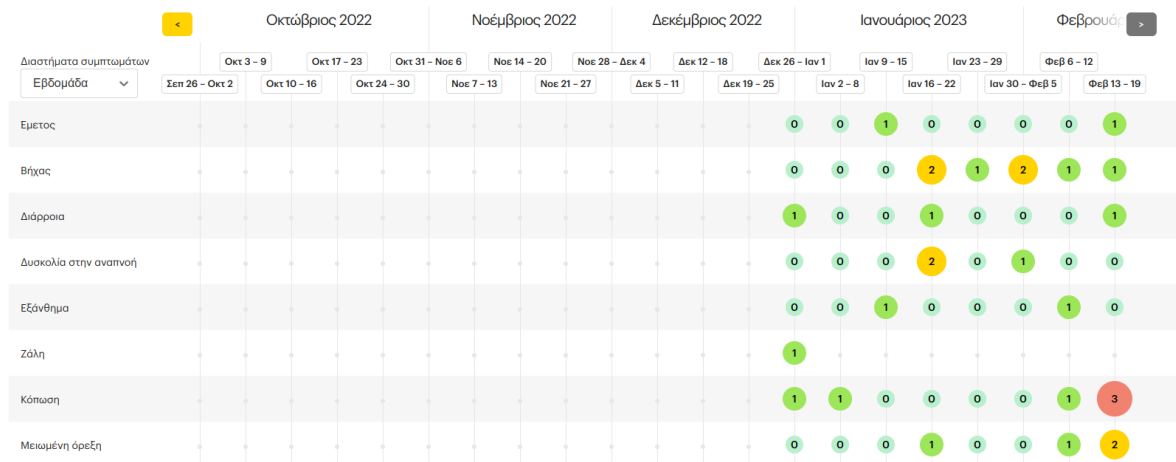 < Οκτώβριος 2022 Νοέμβριος 2022 Δεκέμβριος 2022 Ιανουάριος 2023 Φεβρουάρ >
Διαστήματα συμπτωμάτων Οκτ 3 – 9 Οκτ 17 – 23 Οκτ 31 – Νοε 6 Νοε 14 – 20 Νοε 28 – Δεκ 4 Δεκ 12 – 18 Δεκ 26 – Ιαν 1 Ιαν 9 – 15 Ιαν 23 – 29 Φεβ 6 – 12
Εβδομάδα Σεπ 26 – Οκτ 2 Οκτ 10 – 16 Οκτ 24 – 30 Νοε 7 – 13 Νοε 21 – 27 Δεκ 5 – 11 Δεκ 19 – 25 Ιαν 2 – 8 Ιαν 16 – 22 Ιαν 30 – Φεβ 5 Φεβ 13 – 19
Εμετος 0 0 1 0 0 0 0 1
Βήχας 0 0 0 2 1 2 1 1
Διάρροια 1 0 0 1 0 0 0 1
Δυσκολία στην αναπνοή 0 0 0 2 0 1 0 0
Εξάνθημα 0 0 1 0 0 0 1 0
Ζάλη 1
Κόπωση 1 1 0 0 0 0 1 3
Μειωμένη όρεξη 0 0 0 1 0 0 1 2